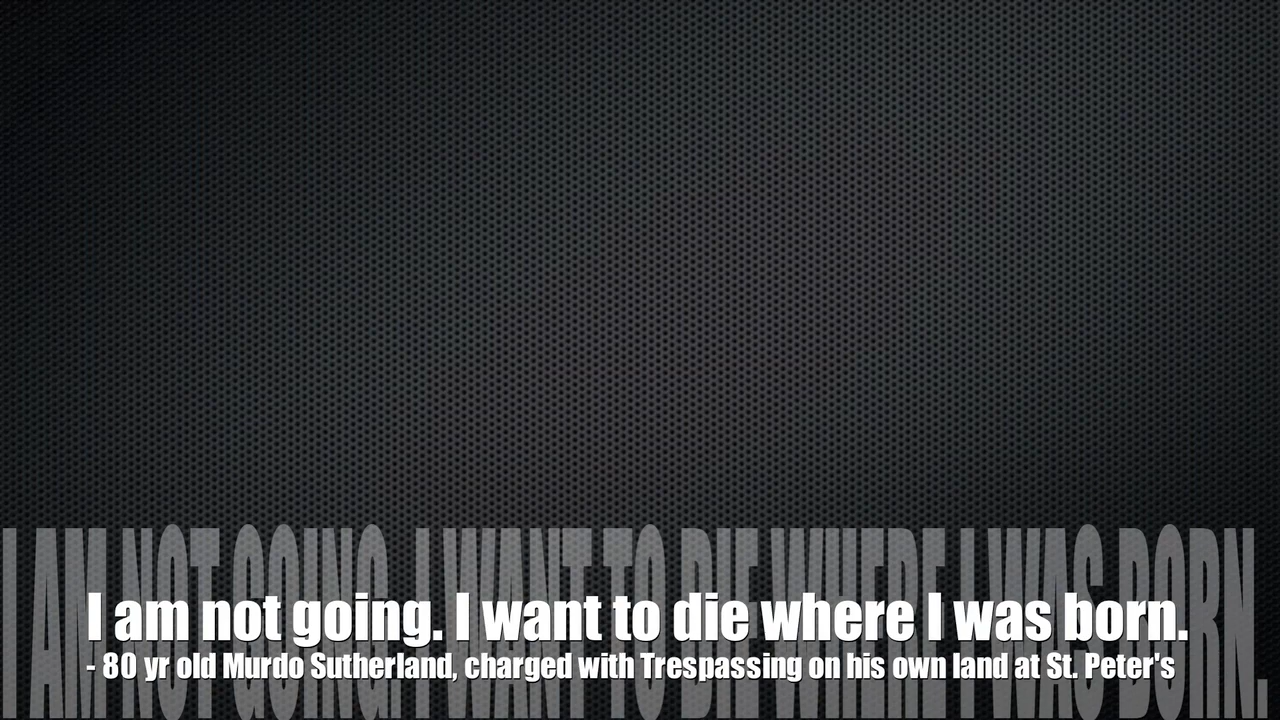 I AM NOT GOING. I WANT TO DIE WHERE I WAS BORN.
I am not going. I want to die where I was born.
- 80 yr old Murdo Sutherland, charged with Trespassing on his own land at St. Peter's